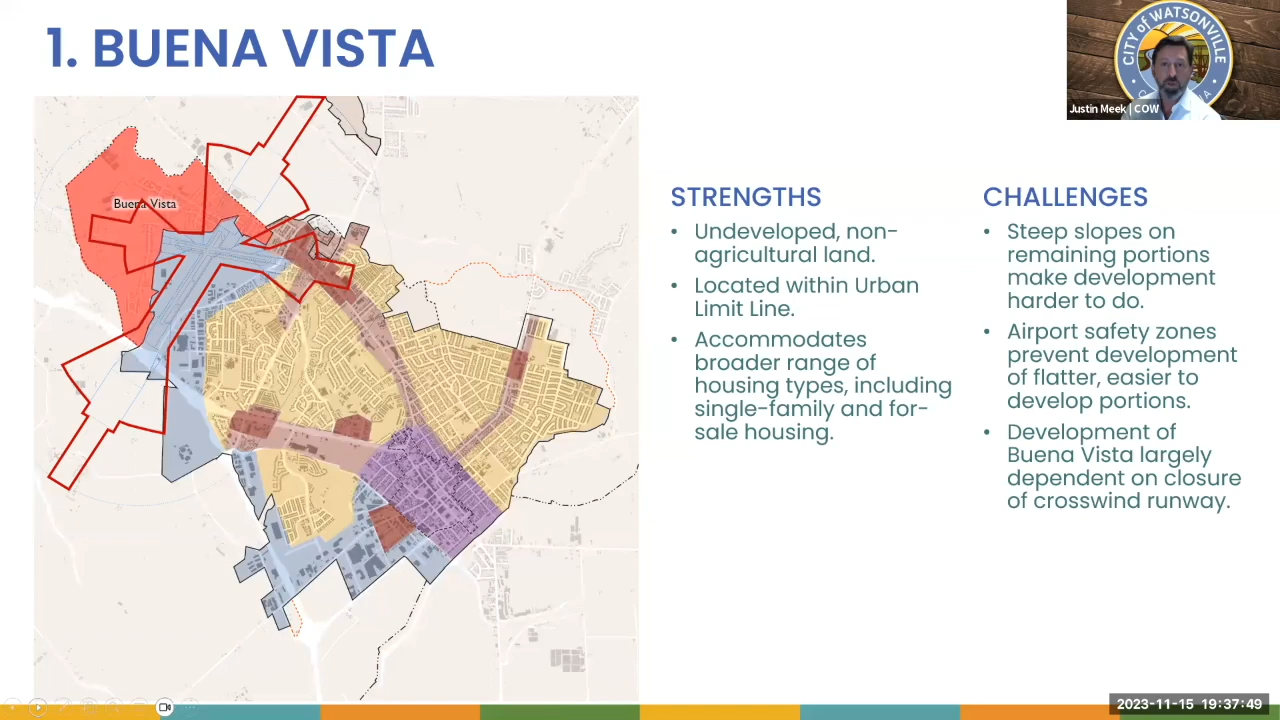 1. BUENA VISTA
CITY of WATSONVILLE
Justin Meek | COW
Buena Vista
STRENGTHS
• Undeveloped, non-
agricultural land.
• Located within Urban
Limit Line.
• Accommodates
broader range of
housing types, including
single-family and for-
sale housing.
CHALLENGES
• Steep slopes on
remaining portions
make development
harder to do.
• Airport safety zones
prevent development
of flatter, easier to
develop portions.
• Development of
Buena Vista largely
dependent on closure
of crosswind runway.
2023-11-15 19:37:49